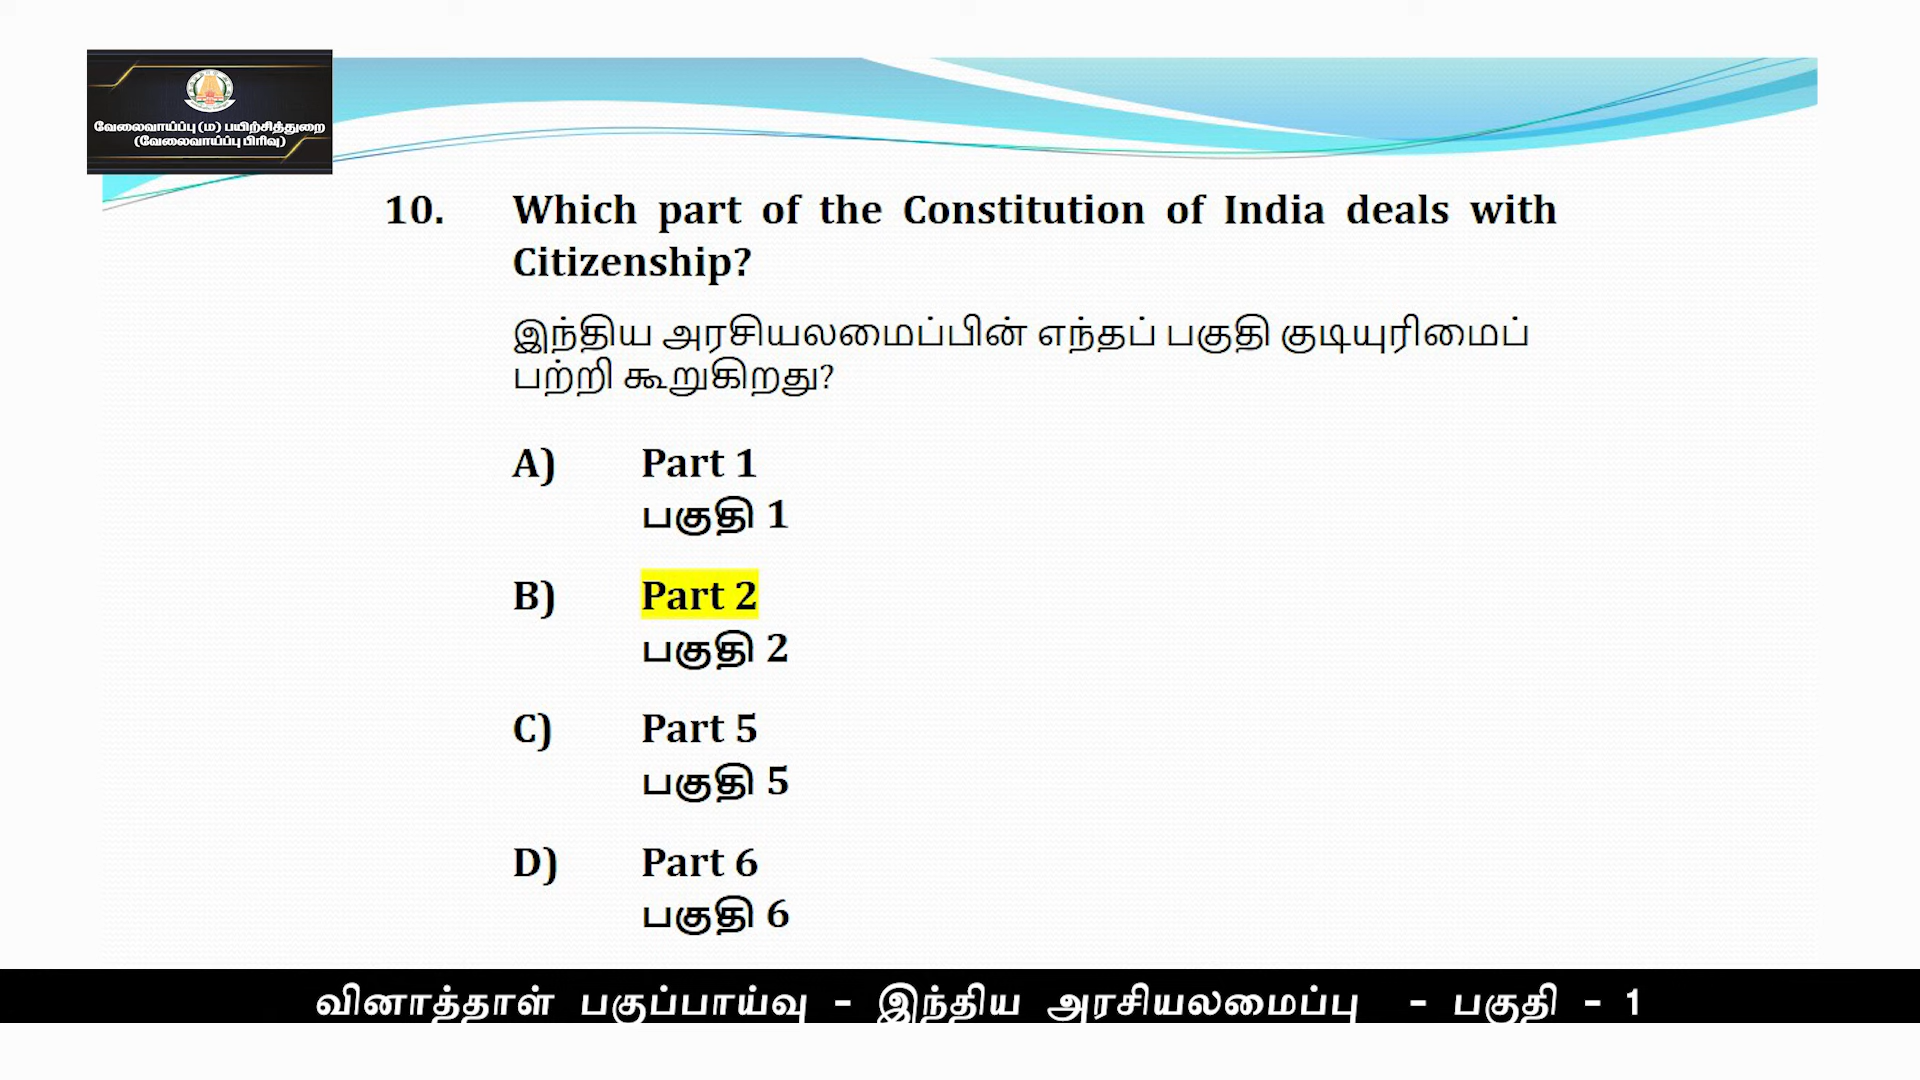 வேலைவாய்ப்பு (ம) பயிற்சித்துறை
(வேலைவாய்ப்பு பிரிவு)
10. Which part of the Constitution of India deals with
Citizenship?
இந்திய அரசியலமைப்பின் எந்தப் பகுதி குடியுரிமைப்
பற்றி கூறுகிறது?
A) Part 1
பகுதி 1
B) Part 2
பகுதி 2
C) Part 5
பகுதி 5
D) Part 6
பகுதி 6
வினாத்தாள் பகுப்பாய்வு - இந்திய அரசியலமைப்பு - பகுதி - 1